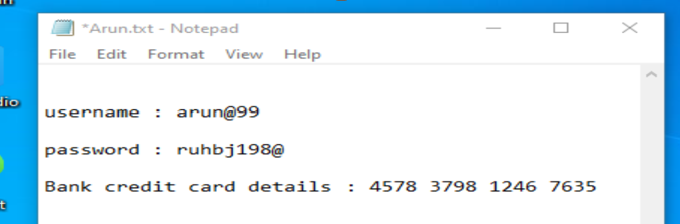 *Arun.txt - Notepad
File Edit Format View Help
dio
username : arun@99
password : ruhbj198@
Bank credit card details : 4578 3798 1246 7635
t